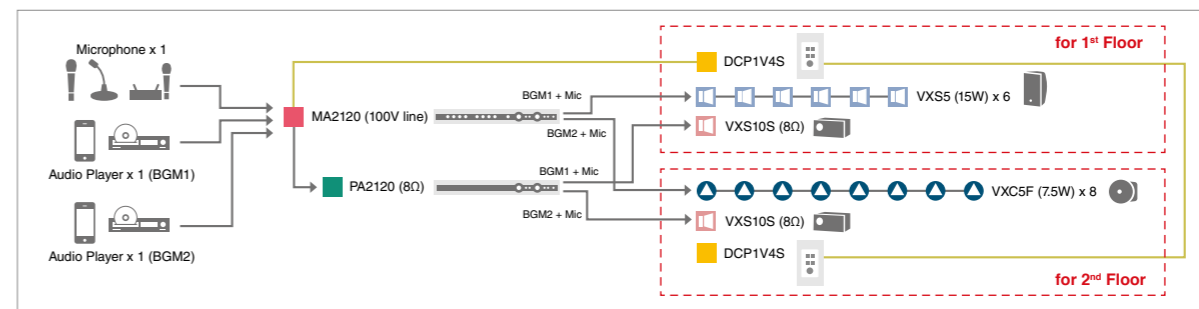 Microphone x 1
Audio Player x 1 (BGM1)
Audio Player x 1 (BGM2)
MA2120 (100V line)
PA2120 (8Ω)
BGM1 + Mic
BGM2 + Mic
BGM1 + Mic
BGM2 + Mic
for 1st Floor
DCP1V4S
VXS5 (15W) x 6
VXS10S (8Ω)
VXC5F (7.5W) x 8
VXS10S (8Ω)
DCP1V4S
for 2nd Floor